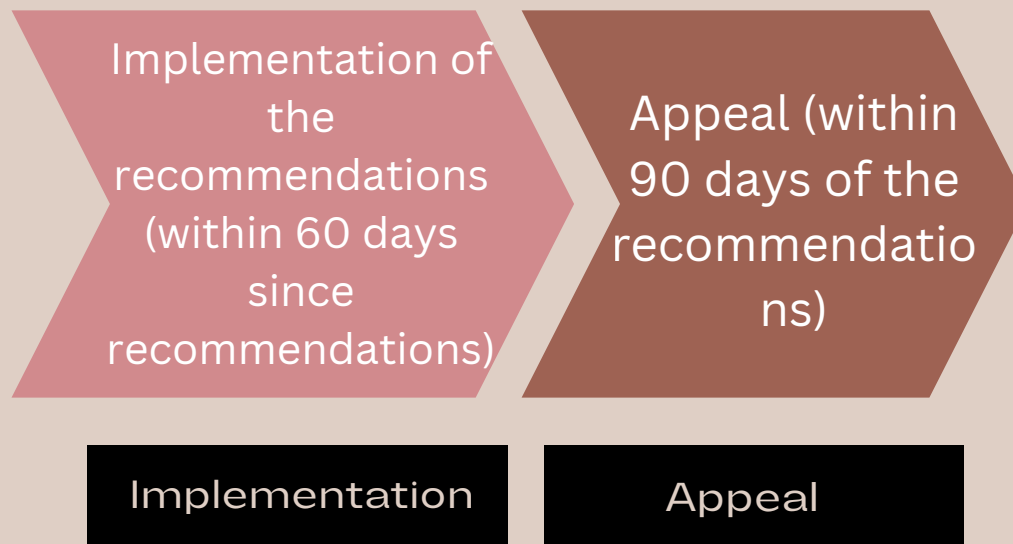 Implementation of
the
recommendations
(within 60 days
since
recommendations)
Appeal (within
90 days of the
recommendatio
ns)
Implementation
Appeal